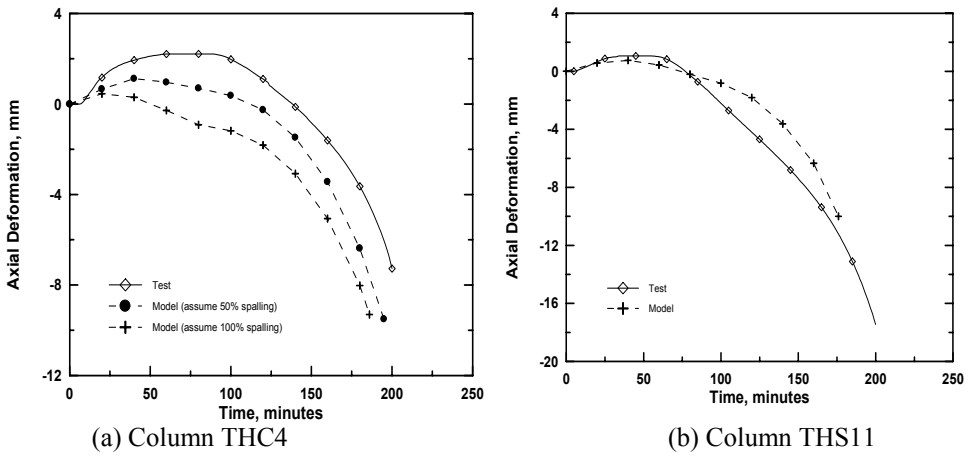 4
0
-4
-8
-12
Axial Deformation, mm
Test
Model (assume 50% spalling)
Model (assume 100% spalling)
0 50 100 150 200 250
Time, minutes
(a) Column THC4
4
0
-4
-8
-12
-16
-20
Axial Deformation, mm
Test
Model
0 50 100 150 200 250
Time, minutes
(b) Column THS11